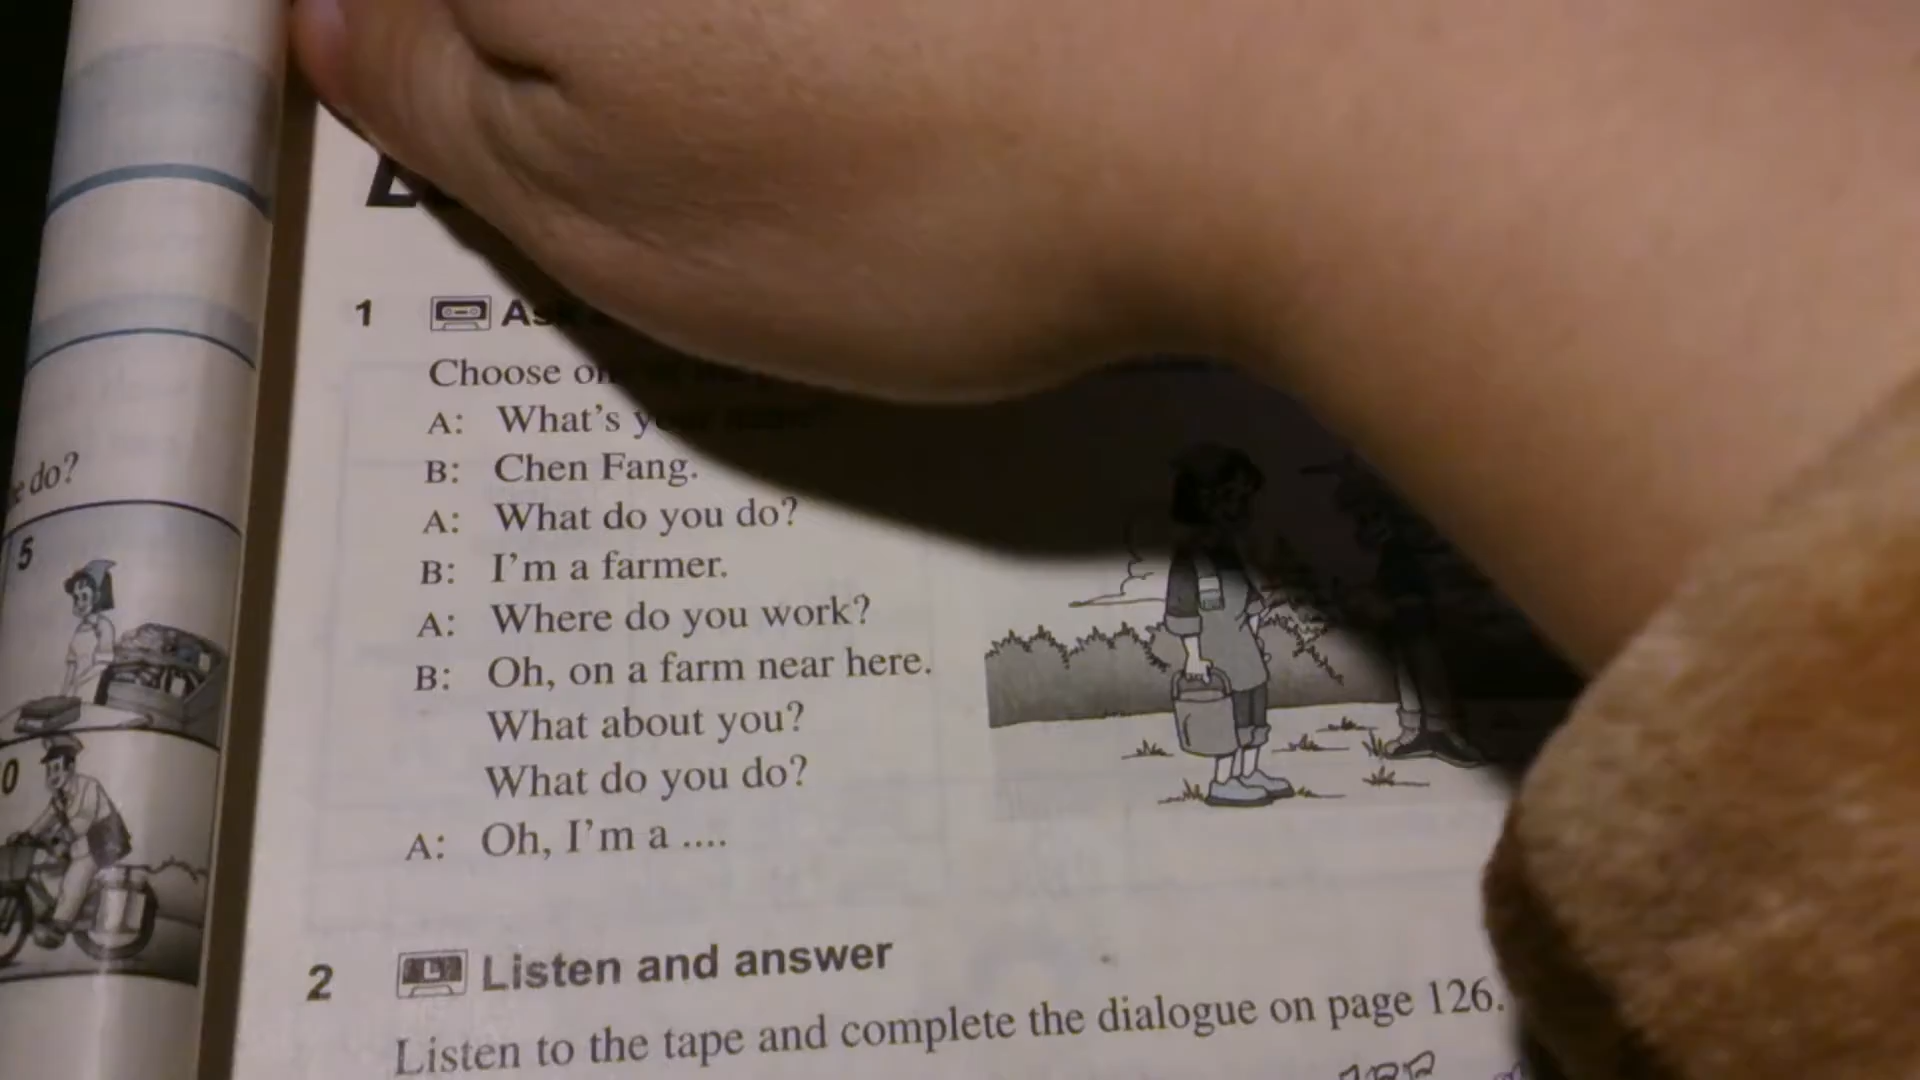 do?
5
0
1
Choose
A: What's
B: Chen Fang.
A: What do you do?
B: I'm a farmer.
A: Where do you work?
B: Oh, on a farm near here.
What about you?
What do you do?
A: Oh, I'm a ....
2 L Listen and answer
Listen to the tape and complete the dialogue on page 126.